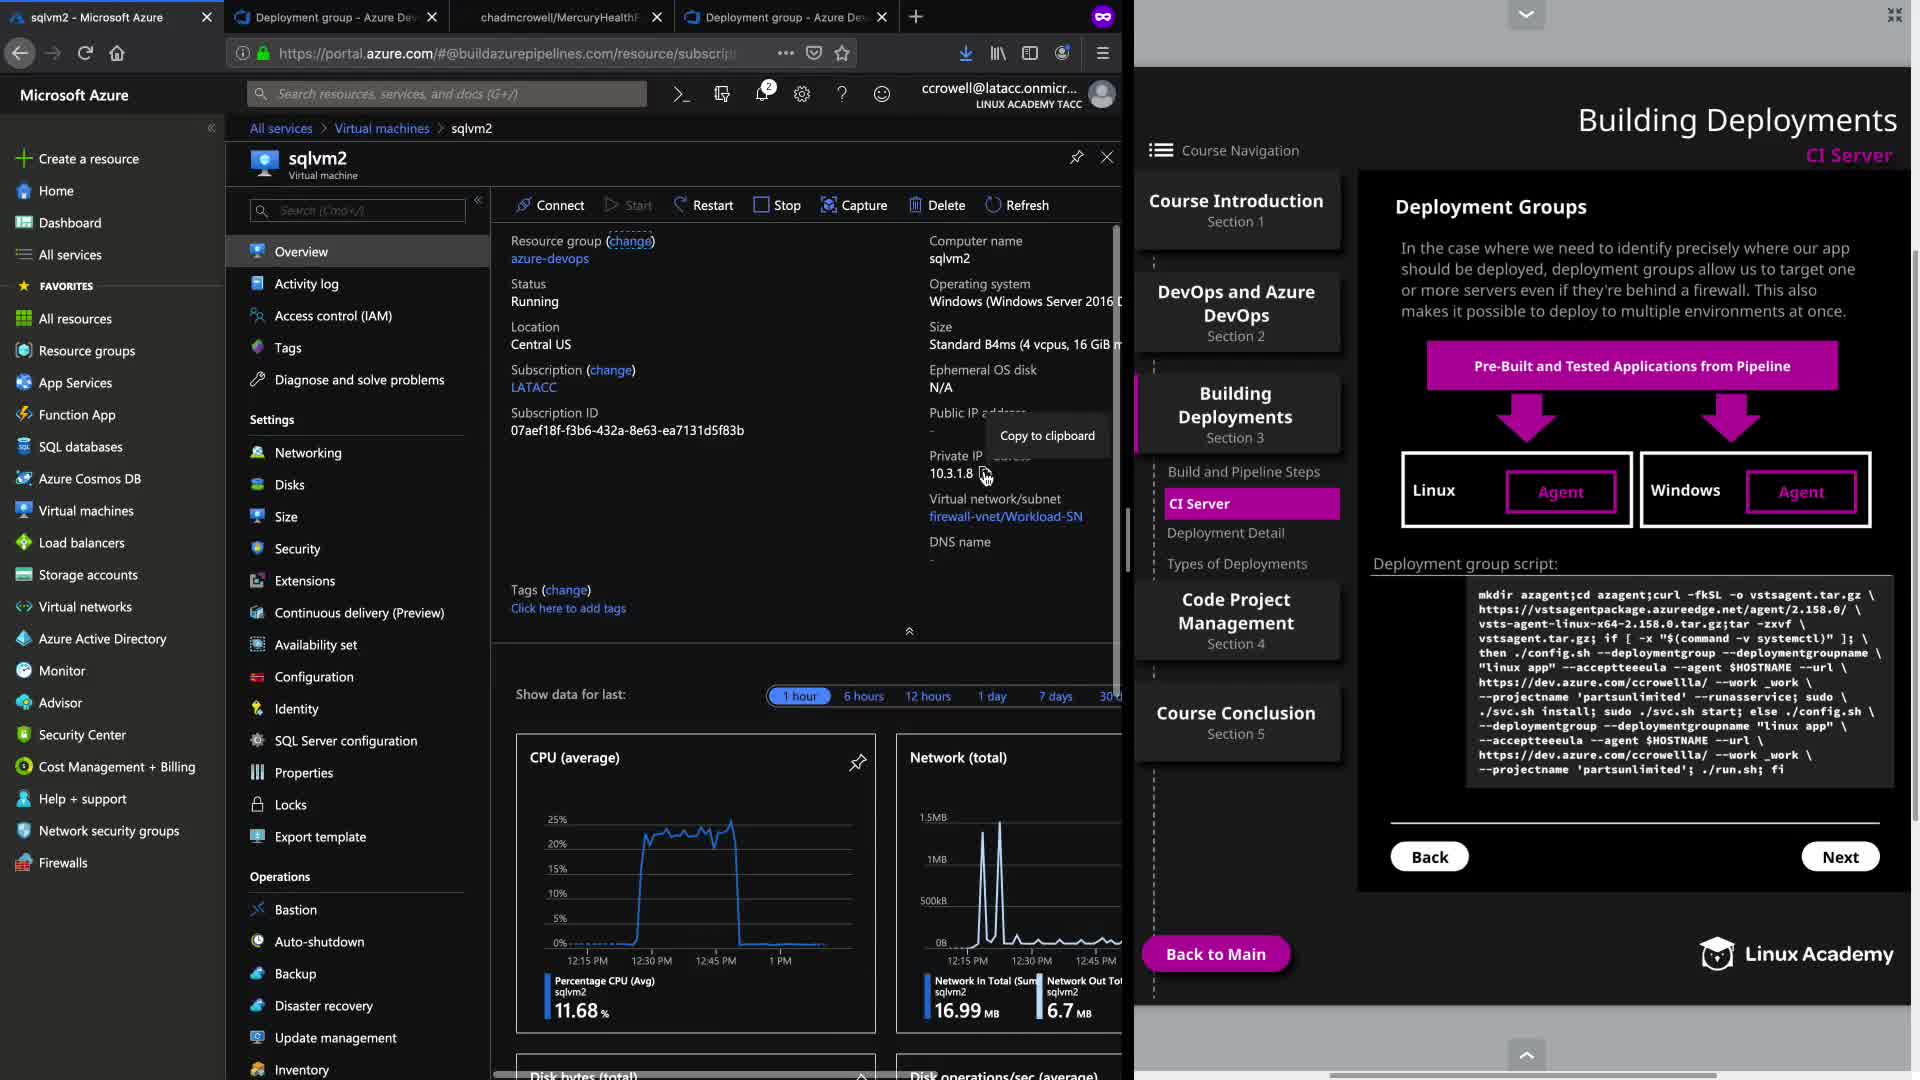 sqlvm2 - Microsoft Azure
Deployment group - Azure Dev
chadmcrowell/MercuryHealthF
Deployment group - Azure Dev
https://portal.azure.com/#@buildazurepipelines.com/resource/subscrip
Microsoft Azure
Search resources, services, and docs (G+/)
2
ccrowell@latacc.onmicr...
LINUX ACADEMY TACC
Create a resource
Home
Dashboard
All services
FAVORITES
All resources
Resource groups
App Services
Function App
SQL databases
Azure Cosmos DB
Virtual machines
Load balancers
Storage accounts
Virtual networks
Azure Active Directory
Monitor
Advisor
Security Center
Cost Management + Billing
Help + support
Network security groups
Firewalls
All services > Virtual machines > sqlvm2
sqlvm2
Virtual machine
Search (Cmd+/)
Overview
Activity log
Access control (IAM)
Tags
Diagnose and solve problems
Settings
Networking
Disks
Size
Security
Extensions
Continuous delivery (Preview)
Availability set
Configuration
Identity
SQL Server configuration
Properties
Locks
Export template
Operations
Bastion
Auto-shutdown
Backup
Disaster recovery
Update management
Inventory
Connect Start Restart Stop Capture Delete Refresh
Resource group (change)
azure-devops
Status
Running
Location
Central US
Subscription (change)
LATACC
Subscription ID
07aef18f-f3b6-432a-8e63-ea7131d5f83b
Computer name
sqlvm2
Operating system
Windows (Windows Server 2016 D
Size
Standard B4ms (4 vcpus, 16 GiB m
Ephemeral OS disk
N/A
Public IP address
-
Copy to clipboard
Private IP
10.3.1.8
Virtual network/subnet
firewall-vnet/Workload-SN
DNS name
-
Tags (change)
Click here to add tags
Show data for last:
1 hour 6 hours 12 hours 1 day 7 days 30
CPU (average)
25%
20%
15%
10%
5%
0%
12:15 PM 12:30 PM 12:45 PM 1 PM
Percentage CPU (Avg)
sqlvm2
11.68 %
Network (total)
1.5MB
1MB
500kB
0B
12:15 PM 12:30 PM 12:45 PM
Network In Total (Sum
sqlvm2
16.99 MB
Network Out Tot
sqlvm2
6.7 MB
Disk bytes (total)
Disk operations/sec (average)
Building Deployments
CI Server
Course Navigation
Course Introduction
Section 1
DevOps and Azure
DevOps
Section 2
Building
Deployments
Section 3
Build and Pipeline Steps
CI Server
Deployment Detail
Types of Deployments
Code Project
Management
Section 4
Course Conclusion
Section 5
Back to Main
Deployment Groups
In the case where we need to identify precisely where our app
should be deployed, deployment groups allow us to target one
or more servers even if they're behind a firewall. This also
makes it possible to deploy to multiple environments at once.
Pre-Built and Tested Applications from Pipeline
Linux
Agent
Windows
Agent
Deployment group script:
mkdir azagent;cd azagent;curl -fkSL -o vstsagent.tar.gz \
https://vstsagentpackage.azureedge.net/agent/2.158.0/ \
vsts-agent-linux-x64-2.158.0.tar.gz;tar -zxvf \
vstsagent.tar.gz; if [ -x "$(command -v systemctl)" ]; \
then ./config.sh --deploymentgroup --deploymentgroupname \
"linux app" --acceptteeeula --agent $HOSTNAME --url \
https://dev.azure.com/ccrowellla/ --work _work \
--projectname 'partsunlimited' --runasservice; sudo \
./svc.sh install; sudo ./svc.sh start; else ./config.sh \
--deploymentgroup --deploymentgroupname "linux app" \
--acceptteeeula --agent $HOSTNAME --url \
https://dev.azure.com/ccrowellla/ --work _work \
--projectname 'partsunlimited'; ./run.sh; fi
Back
Next
Linux Academy